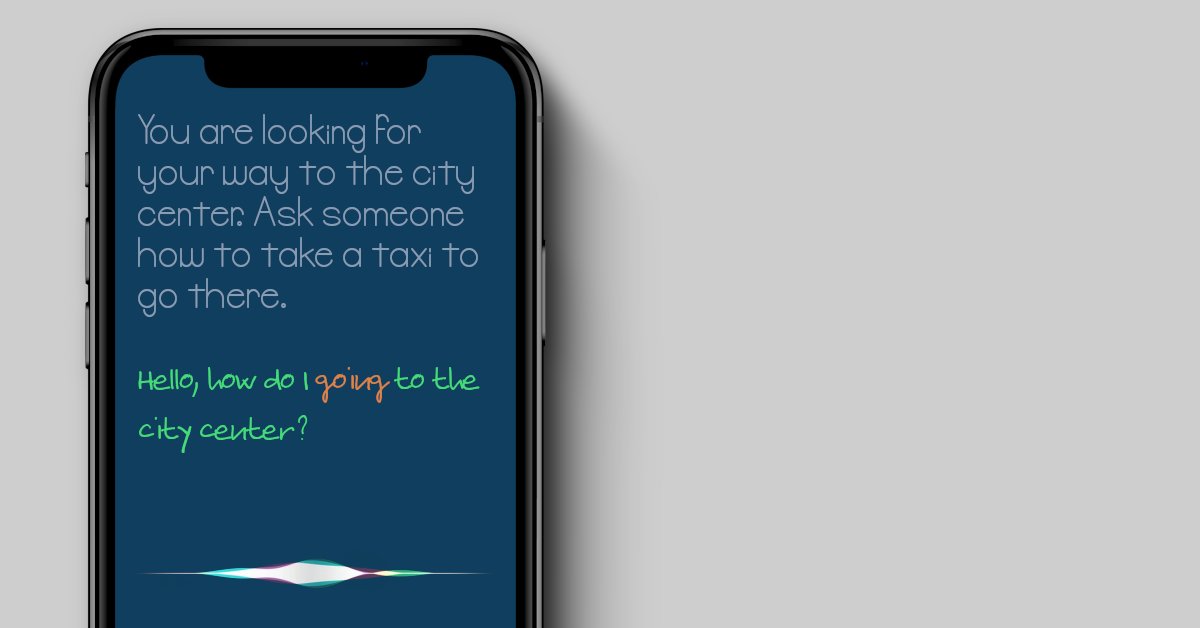 You are looking for
your way to the city
center. Ask someone
how to take a taxi to
go there.
Hello, how do I going to the
city center?